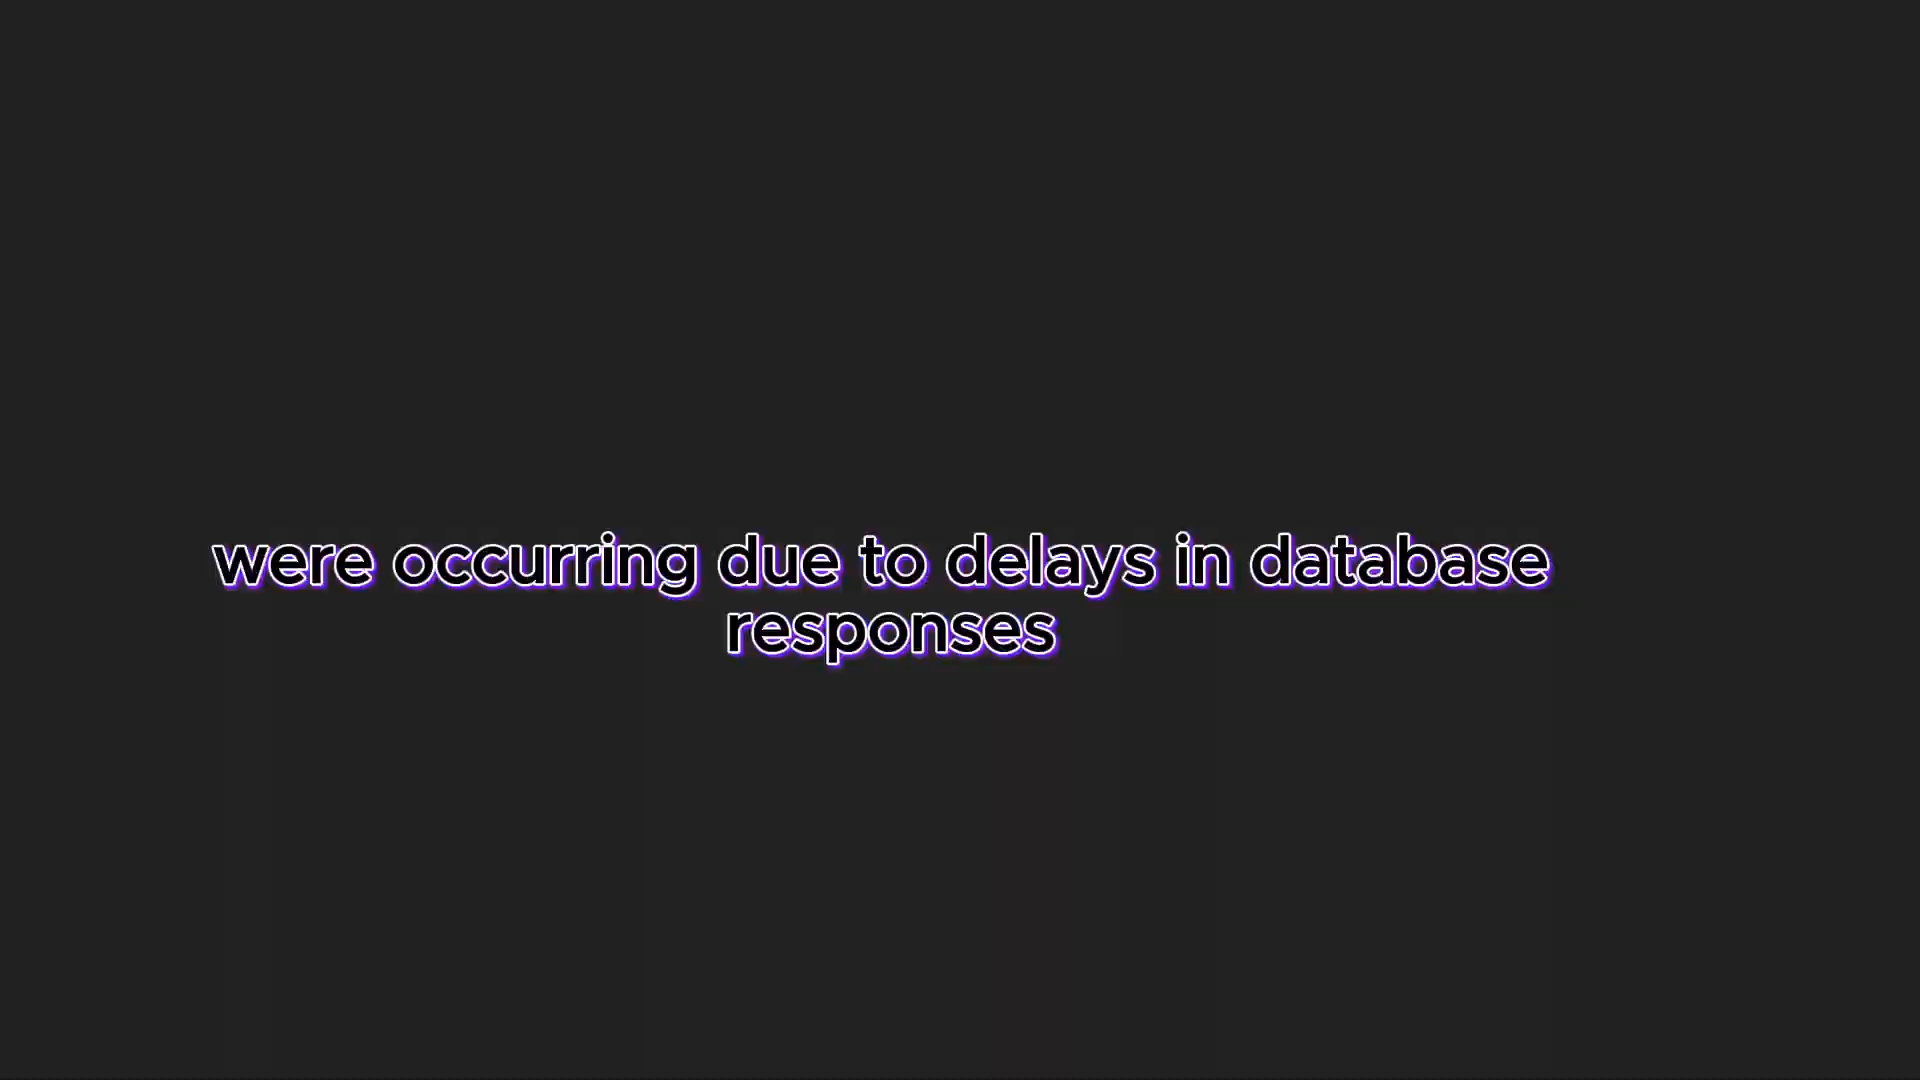 were occurring due to delays in database
responses